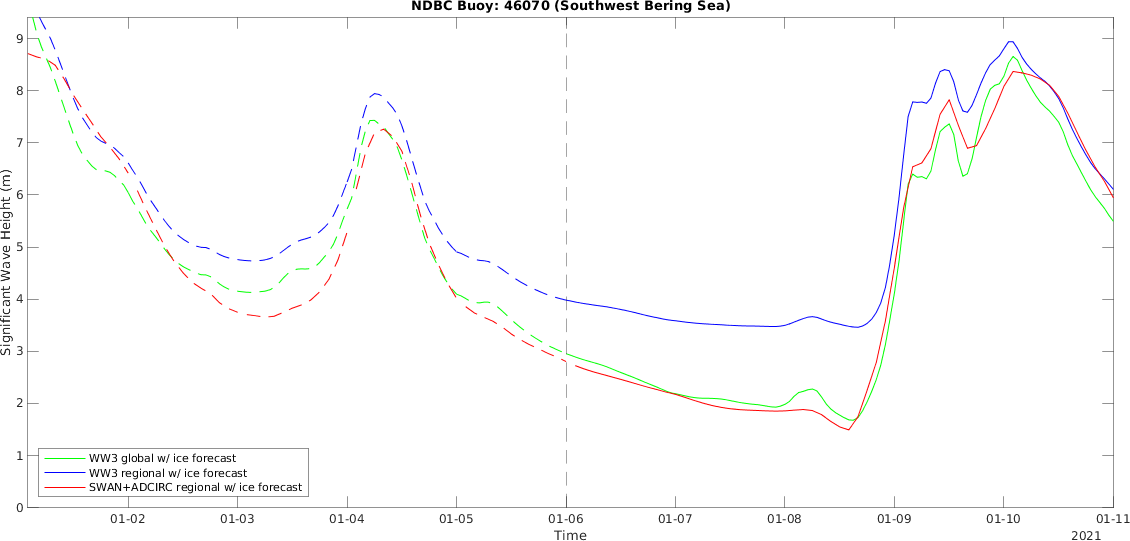 NDBC Buoy: 46070 (Southwest Bering Sea)
Significant Wave Height (m)
9
8
7
6
5
4
3
2
1
0
WW3 global w/ ice forecast
WW3 regional w/ ice forecast
SWAN+ADCIRC regional w/ ice forecast
01-02 01-03 01-04 01-05 01-06 01-07 01-08 01-09 01-10 01-11
Time
2021